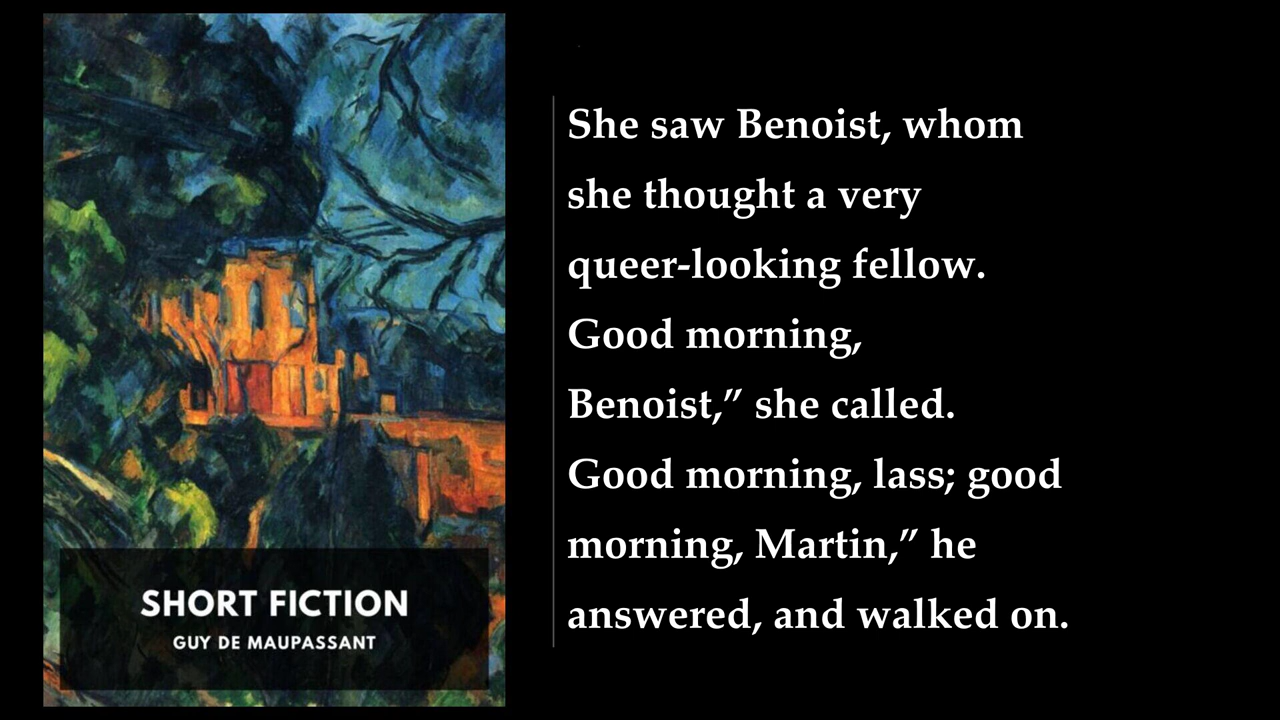 SHORT FICTION
GUY DE MAUPASSANT
She saw Benoist, whom
she thought a very
queer-looking fellow.
Good morning,
Benoist,” she called.
Good morning, lass; good
morning, Martin,” he
answered, and walked on.